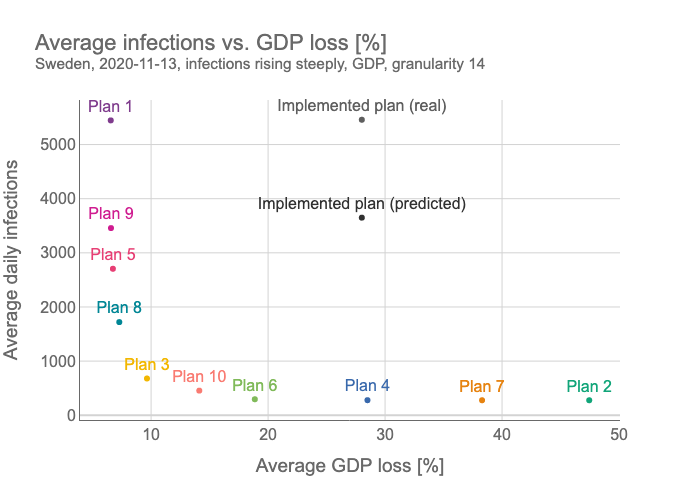 Average infections vs. GDP loss [%]
Sweden, 2020-11-13, infections rising steeply, GDP, granularity 14
Plan 1
Implemented plan (real)
5000
4000
Implemented plan (predicted)
Plan 9
3000
Plan 5
2000
Plan 8
1000
Plan 3
Plan 10
Plan 6
Plan 4
Plan 7
Plan 2
0
Average daily infections
10
20
30
40
50
Average GDP loss [%]